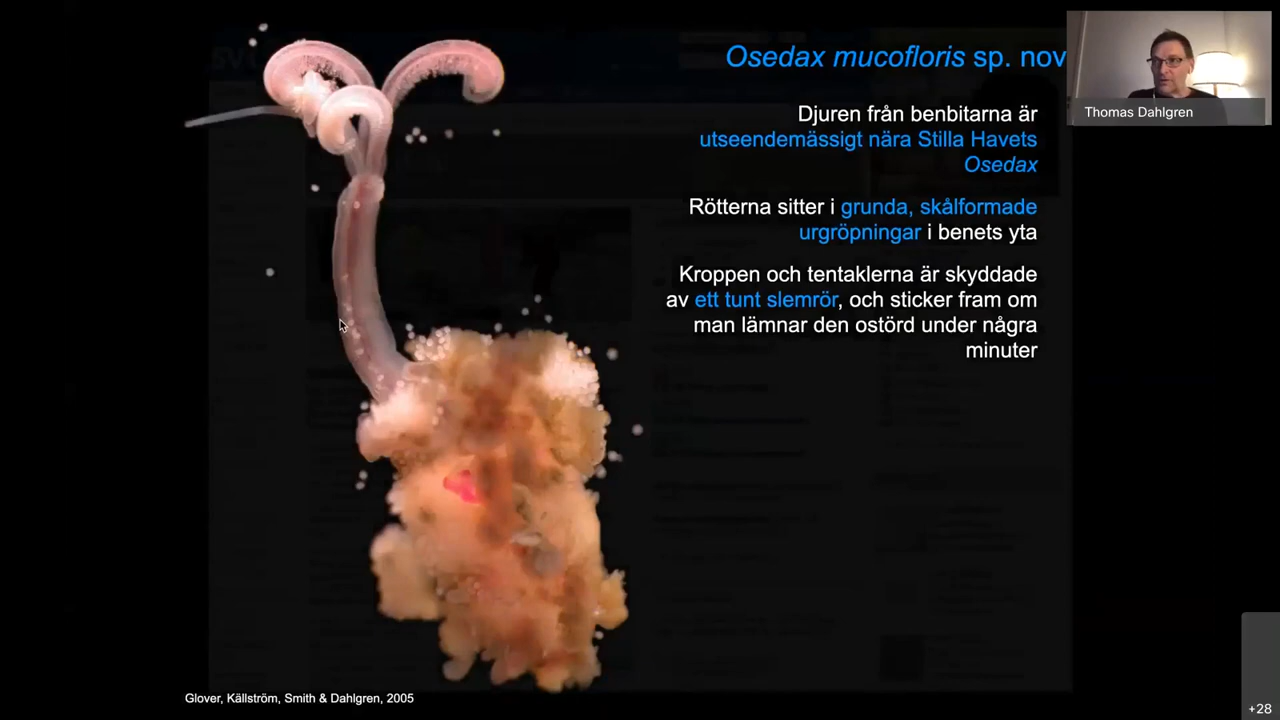 Osedax mucofloris sp. nov
Djuren från benbitarna är
utseendemässigt nära Stilla Havets
Osedax
Rötterna sitter i grunda, skålformade
urgröpningar i benets yta
Kroppen och tentaklerna är skyddade
av ett tunt slemrör, och sticker fram om
man lämnar den ostörd under några
minuter
Thomas Dahlgren
Glover, Källström, Smith & Dahlgren, 2005
+28